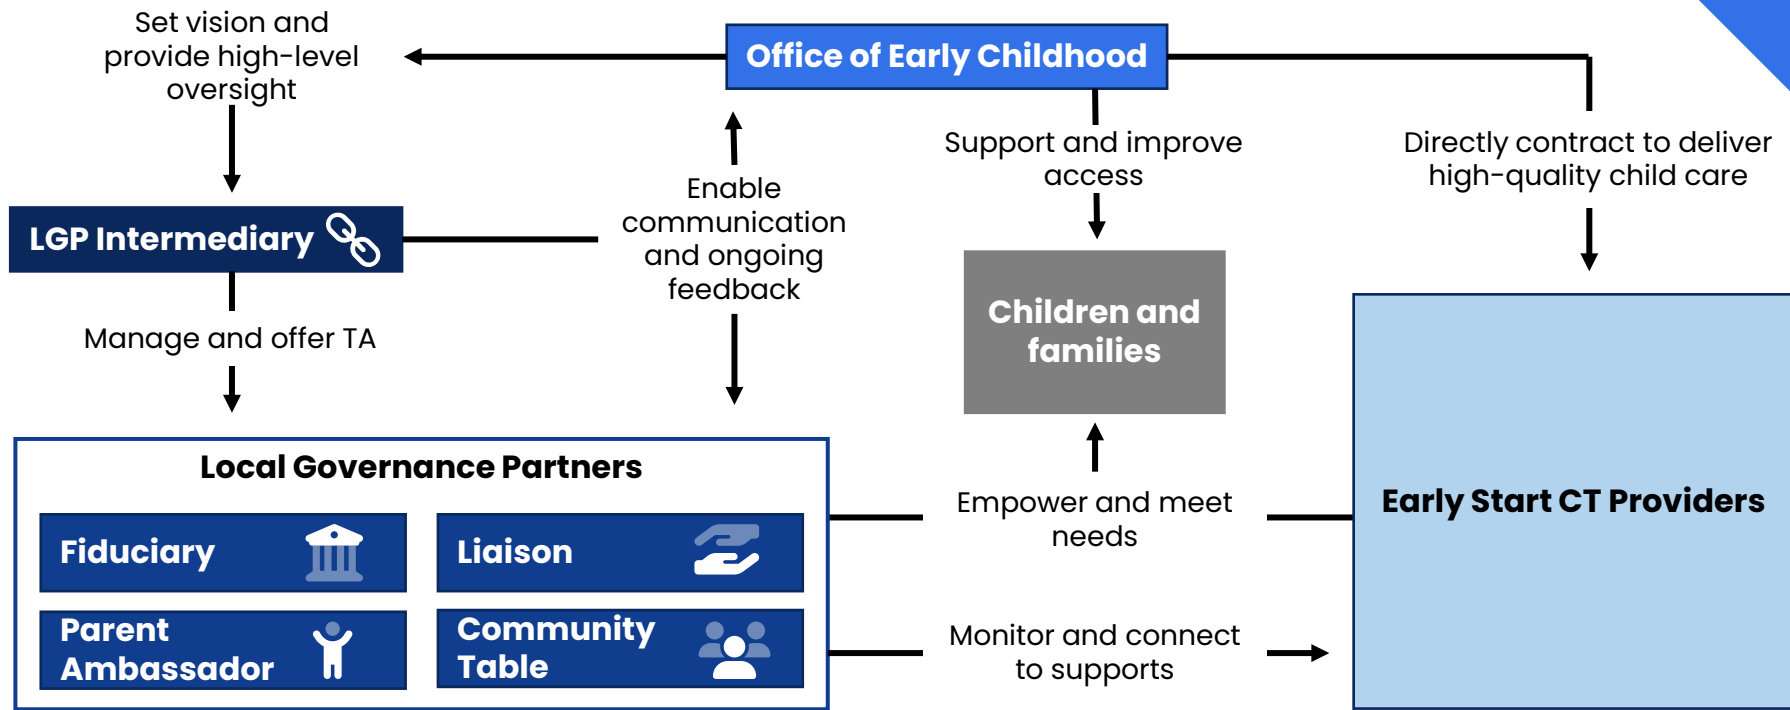 Set vision and
provide high-level
oversight
Office of Early Childhood
Support and improve
access
Directly contract to deliver
high-quality child care
Enable
communication
and ongoing
feedback
LGP Intermediary
Manage and offer TA
Children and
families
Local Governance Partners
Fiduciary
Liaison
Parent
Ambassador
Community
Table
Empower and meet
needs
Monitor and connect
to supports
Early Start CT Providers